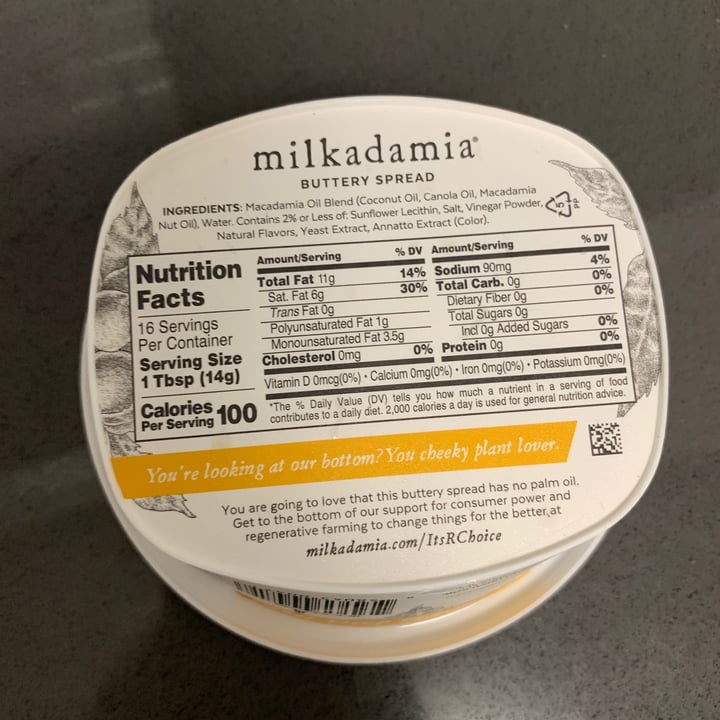 milkadamia®
BUTTERY SPREAD
INGREDIENTS: Macadamia Oil Blend (Coconut Oil, Canola Oil, Macadamia
Nut Oil), Water. Contains 2% or Less of: Sunflower Lecithin, Salt, Vinegar Powder,
Natural Flavors, Yeast Extract, Annatto Extract (Color).
5
PP
Nutrition
Facts
16 Servings
Per Container
Serving Size
1 Tbsp (14g)
Calories 100
Per Serving
Amount/Serving % DV
Total Fat 11g 14%
Sat. Fat 6g 30%
Trans Fat 0g
Polyunsaturated Fat 1g
Monounsaturated Fat 3.5g
Cholesterol 0mg 0%
Amount/Serving % DV
Sodium 90mg 4%
Total Carb. 0g 0%
Dietary Fiber 0g 0%
Total Sugars 0g
Incl 0g Added Sugars 0%
Protein 0g 0%
Vitamin D 0mcg(0%) • Calcium 0mg(0%) • Iron 0mg(0%) • Potassium 0mg(0%)
*The % Daily Value (DV) tells you how much a nutrient in a serving of food
contributes to a daily diet. 2,000 calories a day is used for general nutrition advice.
You're looking at our bottom? You cheeky plant lover.
You are going to love that this buttery spread has no palm oil.
Get to the bottom of our support for consumer power and
regenerative farming to change things for the better at
milkadamia.com/ItsRChoice